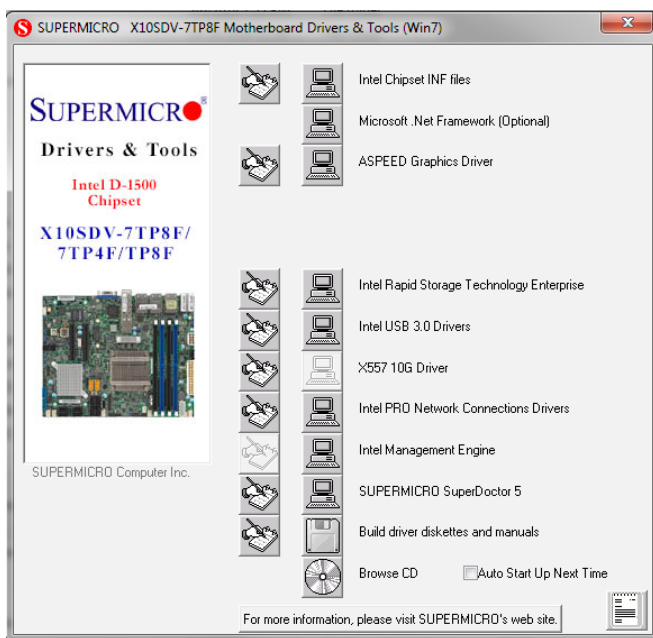 SUPERMICRO X10SDV-7TP8F Motherboard Drivers & Tools (Win7)
SUPERMICRO
Drivers & Tools
Intel D-1500
Chipset
X10SDV-7TP8F/
7TP4F/TP8F
SUPERMICRO Computer Inc.
Intel Chipset INF files
Microsoft .Net Framework (Optional)
ASPEED Graphics Driver
Intel Rapid Storage Technology Enterprise
Intel USB 3.0 Drivers
X557 10G Driver
Intel PRO Network Connections Drivers
Intel Management Engine
SUPERMICRO SuperDoctor 5
Build driver diskettes and manuals
Browse CD Auto Start Up Next Time
For more information, please visit SUPERMICRO's web site.